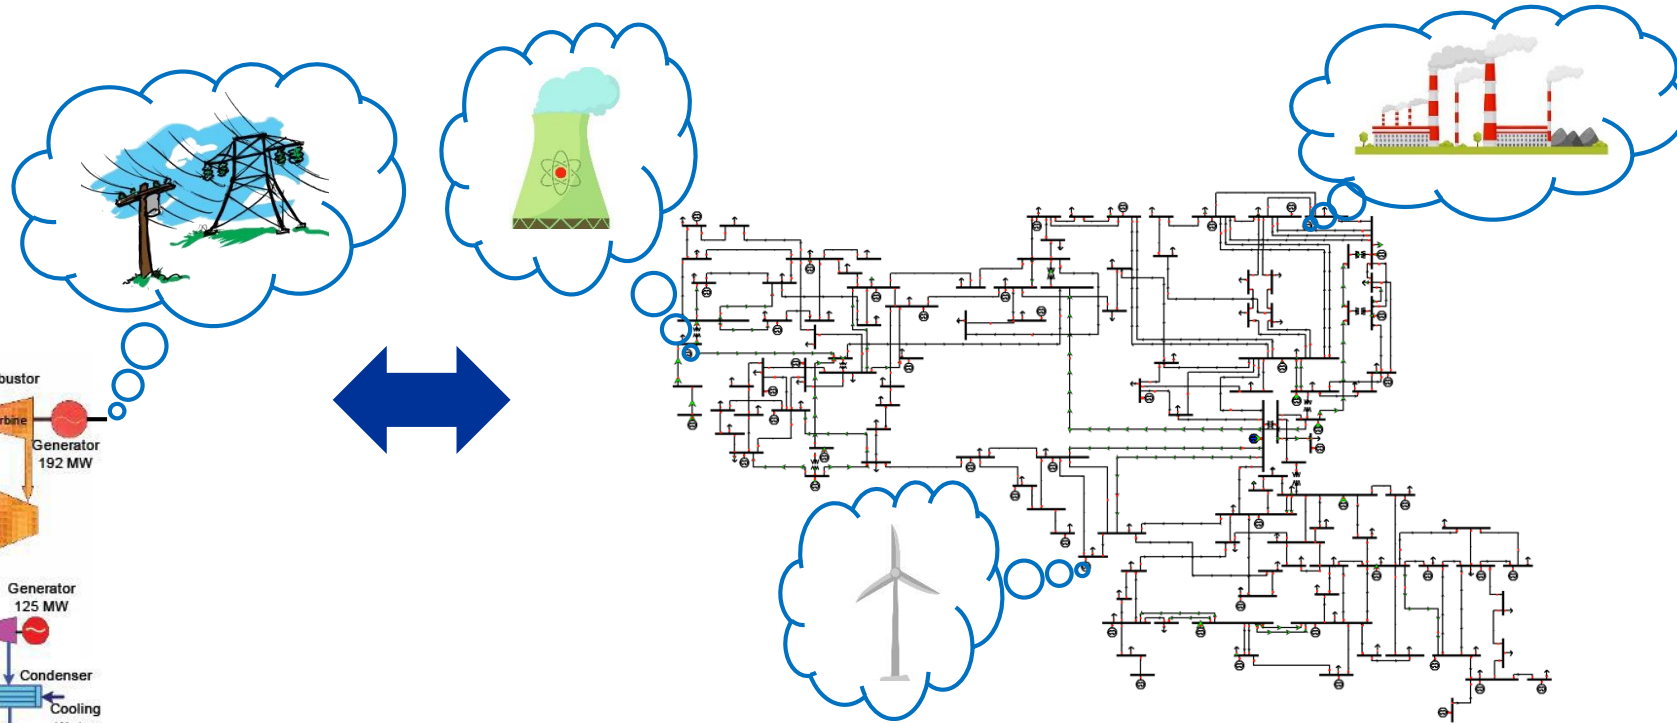 bustor
rbine
Generator
192 MW
Generator
125 MW
Condenser
Cooling